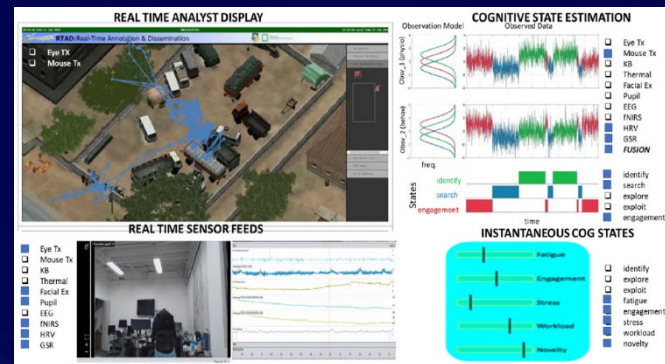 REAL TIME ANALYST DISPLAY
RTAD:Real-Time Annotation & Dissemination
Eye TX
Mouse Tx
COGNITIVE STATE ESTIMATION
Observation Model
Observed Data
Obsv_1 (physio)
Obsv_2 (behav)
freq.
Eye Tx
Mouse Tx
KB
Thermal
Facial Ex
Pupil
EEG
fNIRS
HRV
GSR
FUSION
States
identify
search
engagement
time
identify
search
explore
exploit
engagement
REAL TIME SENSOR FEEDS
Eye Tx
Mouse Tx
KB
Thermal
Facial Ex
Pupil
EEG
fNIRS
HRV
GSR
INSTANTANEOUS COG STATES
Fatigue
Engagement
Stress
Workload
Novelty
identify
explore
exploit
fatigue
engagement
stress
workload
novelty